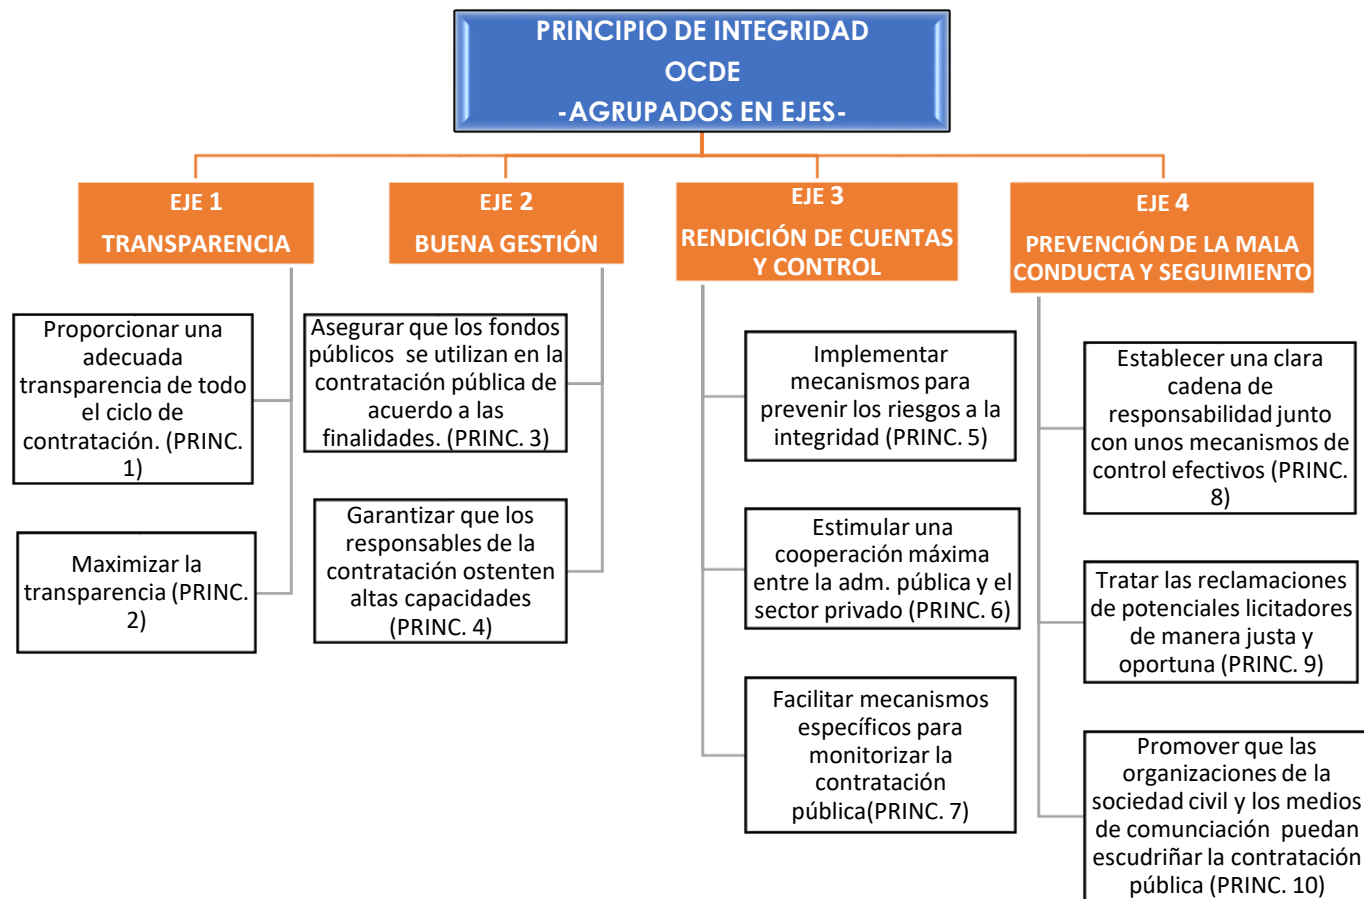 PRINCIPIO DE INTEGRIDAD
OCDE
-AGRUPADOS EN EJES-
EJE 1
TRANSPARENCIA
Proporcionar una
adecuada
transparencia de todo
el ciclo de
contratación. (PRINC.
1)
Maximizar la
transparencia (PRINC.
2)
EJE 2
BUENA GESTIÓN
Asegurar que los fondos
públicos se utilizan en la
contratación pública de
acuerdo a las
finalidades. (PRINC. 3)
Garantizar que los
responsables de la
contratación ostenten
altas capacidades
(PRINC. 4)
EJE 3
RENDICIÓN DE CUENTAS
Y CONTROL
Implementar
mecanismos para
prevenir los riesgos a la
integridad (PRINC. 5)
Estimular una
cooperación máxima
entre la adm. pública y el
sector privado (PRINC. 6)
Facilitar mecanismos
específicos para
monitorizar la
contratación
pública(PRINC. 7)
EJE 4
PREVENCIÓN DE LA MALA
CONDUCTA Y SEGUIMIENTO
Establecer una clara
cadena de
responsabilidad junto
con unos mecanismos de
control efectivos (PRINC.
8)
Tratar las reclamaciones
de potenciales licitadores
de manera justa y
oportuna (PRINC. 9)
Promover que las
organizaciones de la
sociedad civil y los medios
de comunciación puedan
escudriñar la contratación
pública (PRINC. 10)